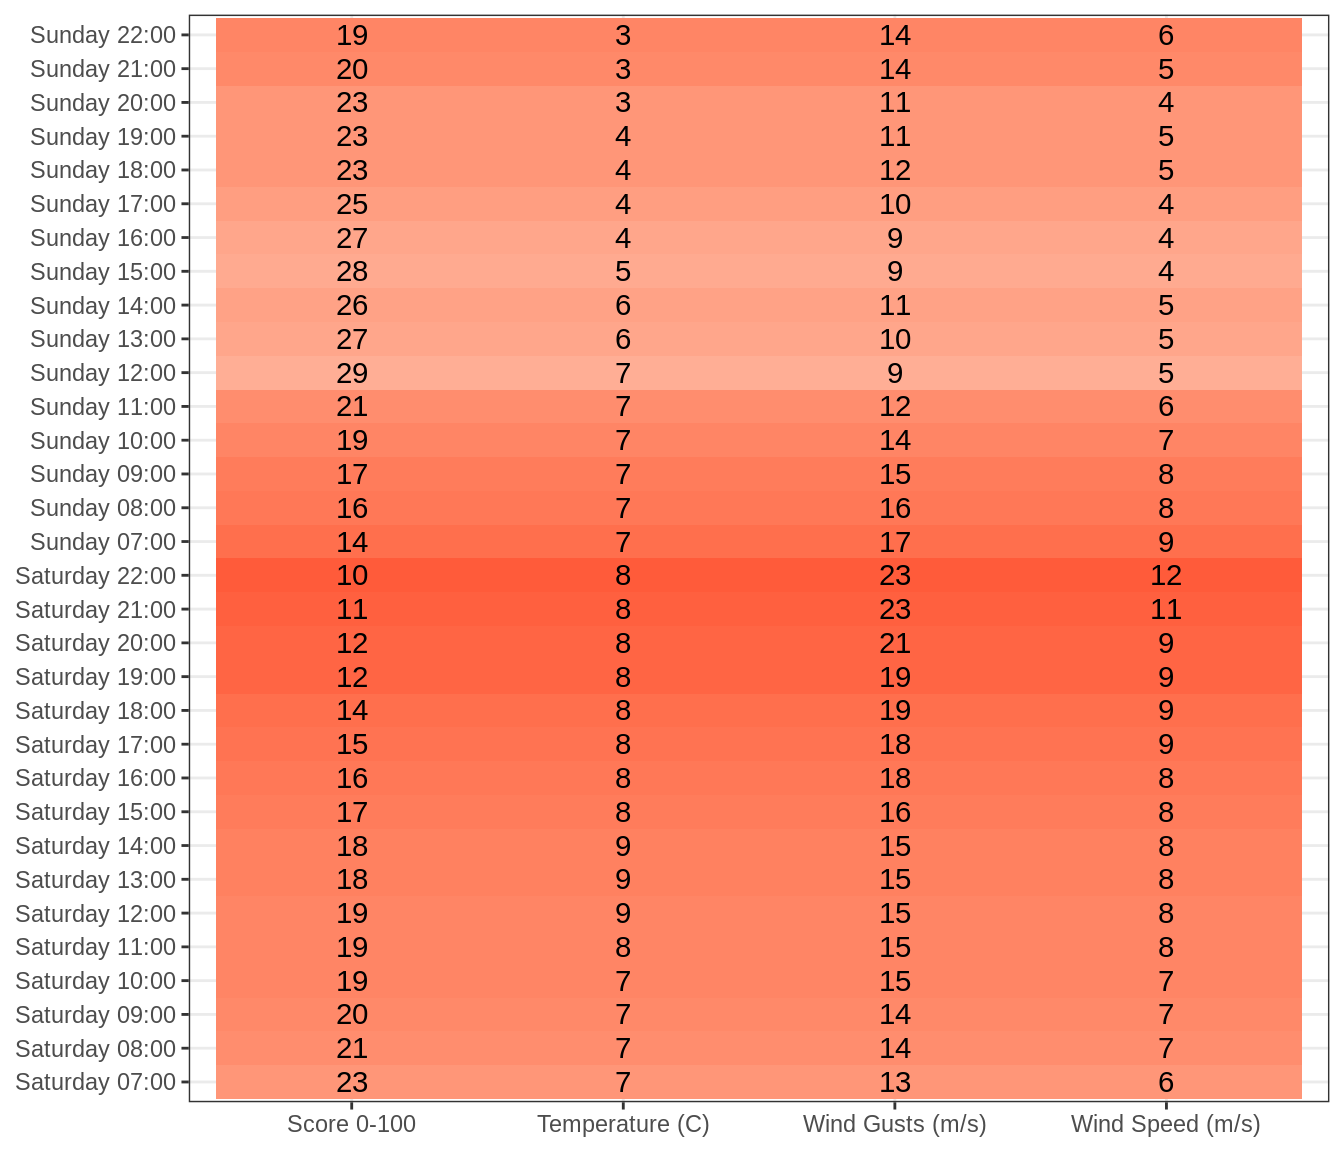 Sunday 22:00 19 3 14 6
Sunday 21:00 20 3 14 5
Sunday 20:00 23 3 11 4
Sunday 19:00 23 4 11 5
Sunday 18:00 23 4 12 5
Sunday 17:00 25 4 10 4
Sunday 16:00 27 4 9 4
Sunday 15:00 28 5 9 4
Sunday 14:00 26 6 11 5
Sunday 13:00 27 6 10 5
Sunday 12:00 29 7 9 5
Sunday 11:00 21 7 12 6
Sunday 10:00 19 7 14 7
Sunday 09:00 17 7 15 8
Sunday 08:00 16 7 16 8
Sunday 07:00 14 7 17 9
Saturday 22:00 10 8 23 12
Saturday 21:00 11 8 23 11
Saturday 20:00 12 8 21 9
Saturday 19:00 12 8 19 9
Saturday 18:00 14 8 19 9
Saturday 17:00 15 8 18 9
Saturday 16:00 16 8 18 8
Saturday 15:00 17 8 16 8
Saturday 14:00 18 9 15 8
Saturday 13:00 18 9 15 8
Saturday 12:00 19 9 15 8
Saturday 11:00 19 8 15 8
Saturday 10:00 19 7 15 7
Saturday 09:00 20 7 14 7
Saturday 08:00 21 7 14 7
Saturday 07:00 23 7 13 6
Score 0-100 Temperature (C) Wind Gusts (m/s) Wind Speed (m/s)